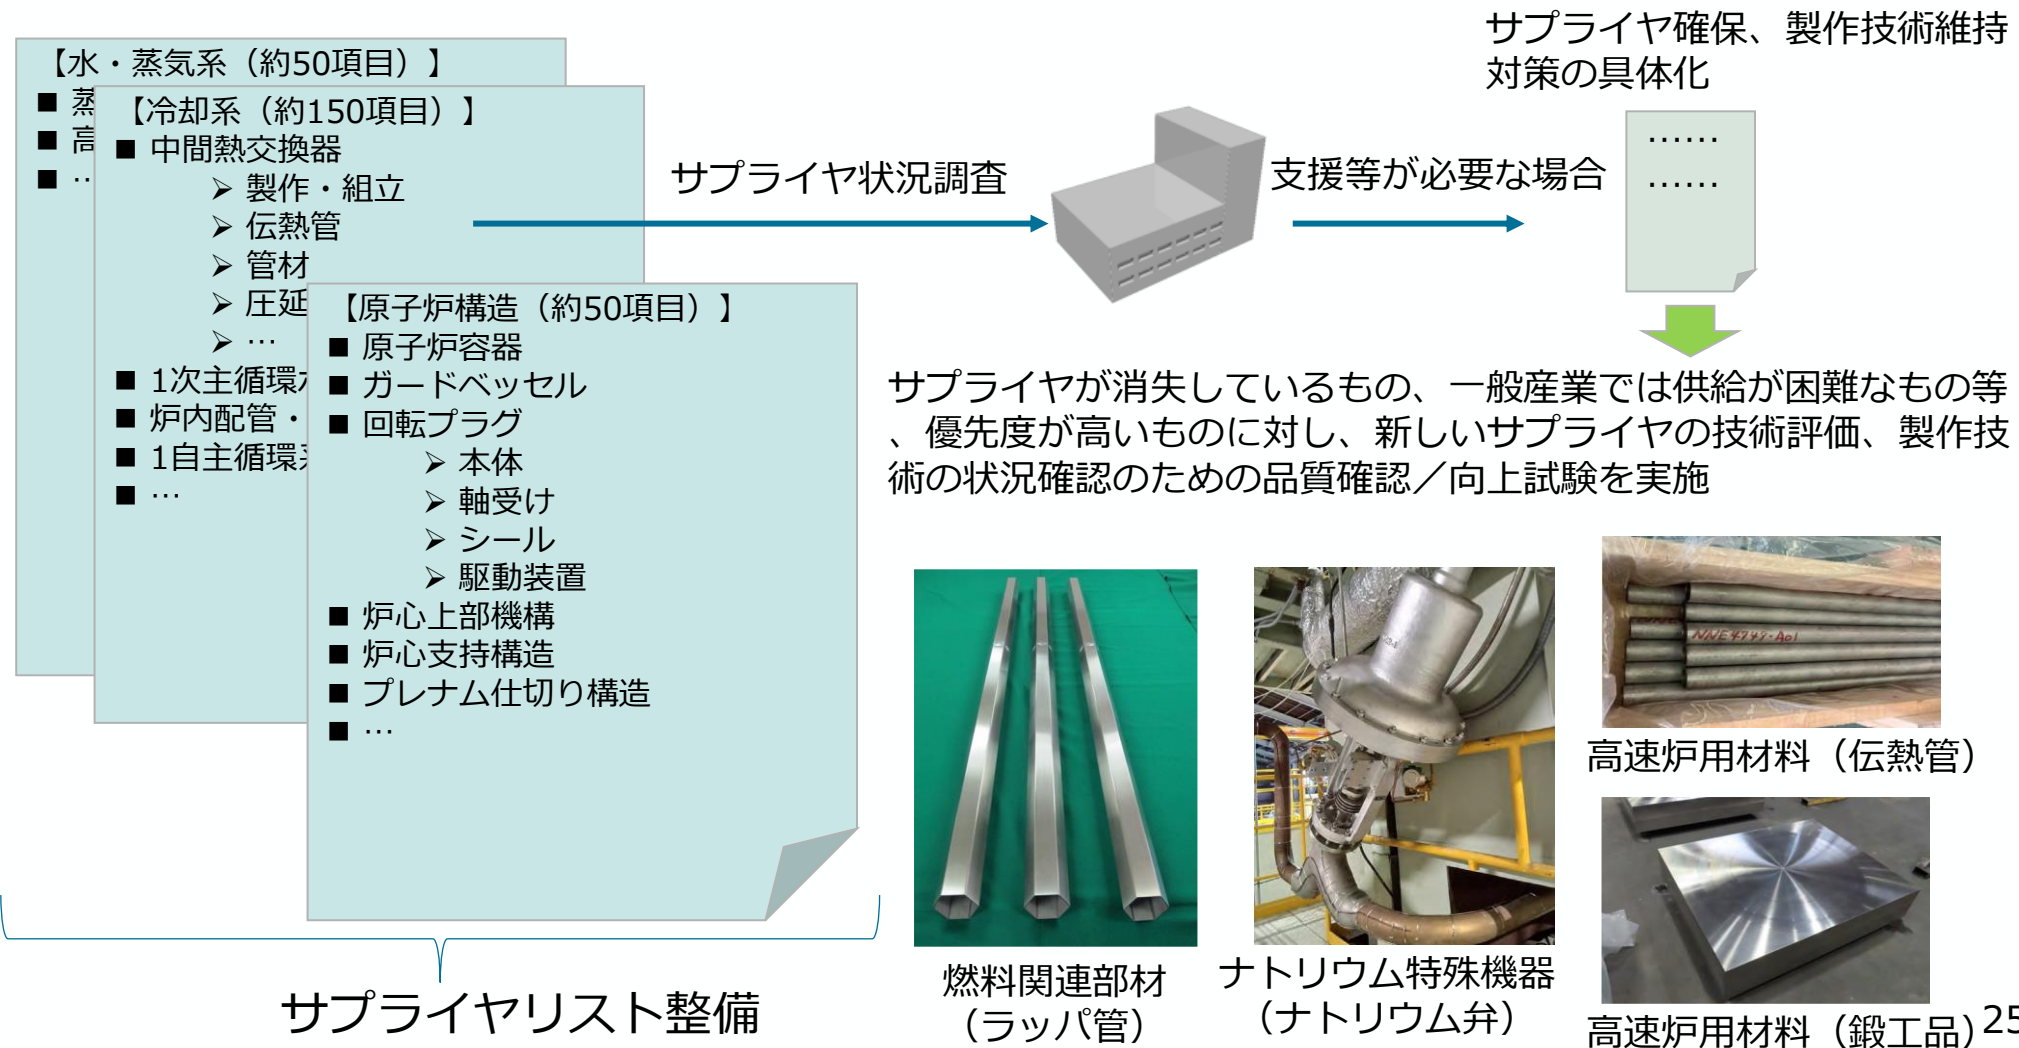 【水・蒸気系（約50項目）】
■ 蒸
■ 高
■ …
【冷却系（約150項目）】
■ 中間熱交換器
➢ 製作・組立
➢ 伝熱管
➢ 管材
➢ 圧延
➢ …
■ 1次主循環
■ 炉内配管・
■ 1自主循環
■ …
【原子炉構造（約50項目）】
■ 原子炉容器
■ ガードベッセル
■ 回転プラグ
➢ 本体
➢ 軸受け
➢ シール
➢ 駆動装置
■ 炉心上部機構
■ 炉心支持構造
■ プレナム仕切り構造
■ …
サプライヤリスト整備
サプライヤ状況調査
支援等が必要な場合
サプライヤ確保、製作技術維持
対策の具体化
……
……
サプライヤが消失しているもの、一般産業では供給が困難なもの等
、優先度が高いものに対し、新しいサプライヤの技術評価、製作技
術の状況確認のための品質確認／向上試験を実施
燃料関連部材
（ラッパ管）
ナトリウム特殊機器
（ナトリウム弁）
NNE4949-A01
高速炉用材料（伝熱管）
高速炉用材料（鍛工品）
25